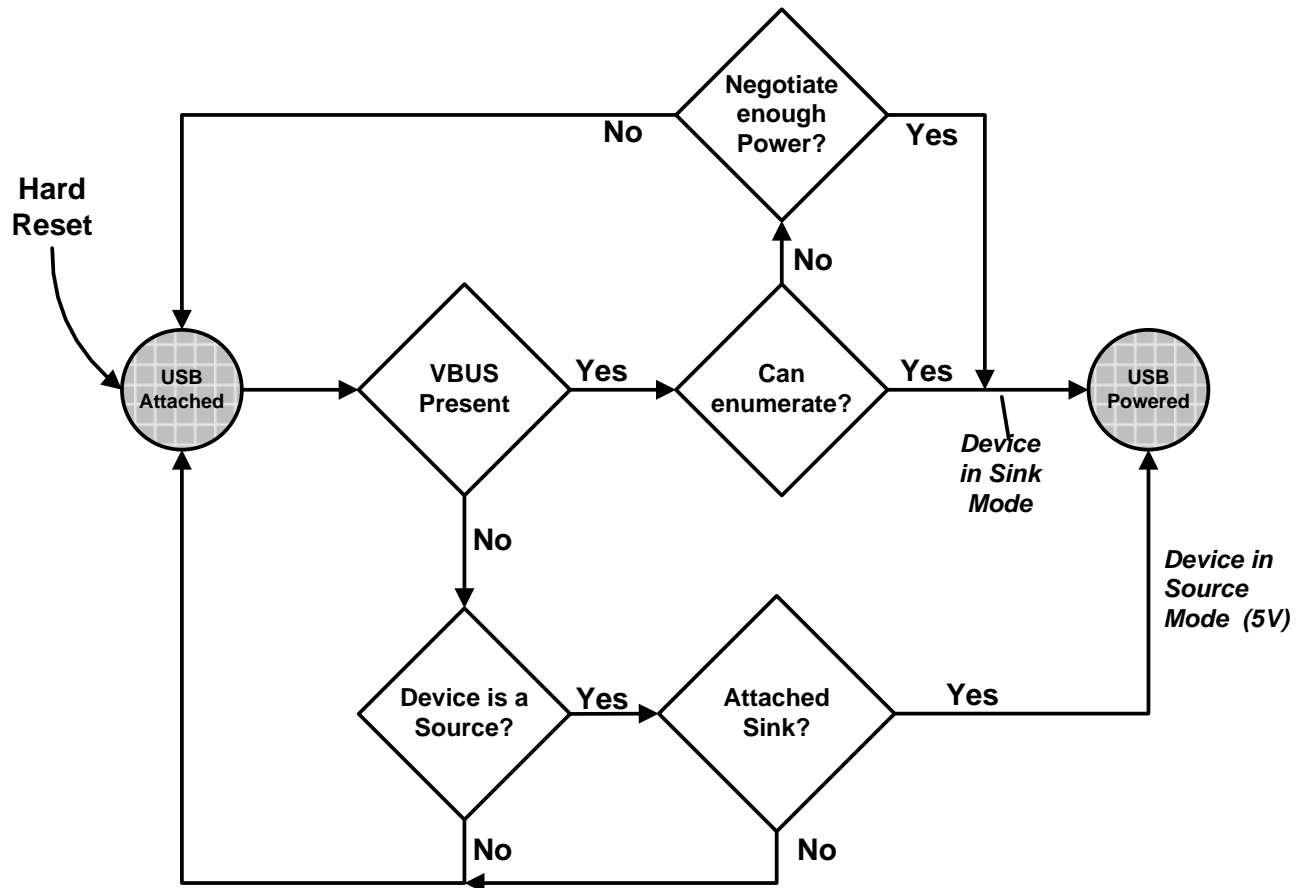 Negotiate
enough
Power?
No
Yes
Hard
Reset
No
USB
Attached
VBUS
Present
Yes
Can
enumerate?
Yes
USB
Powered
Device
in Sink
Mode
No
Device in
Source
Mode (5V)
Device is a
Source?
Yes
Attached
Sink?
Yes
No
No